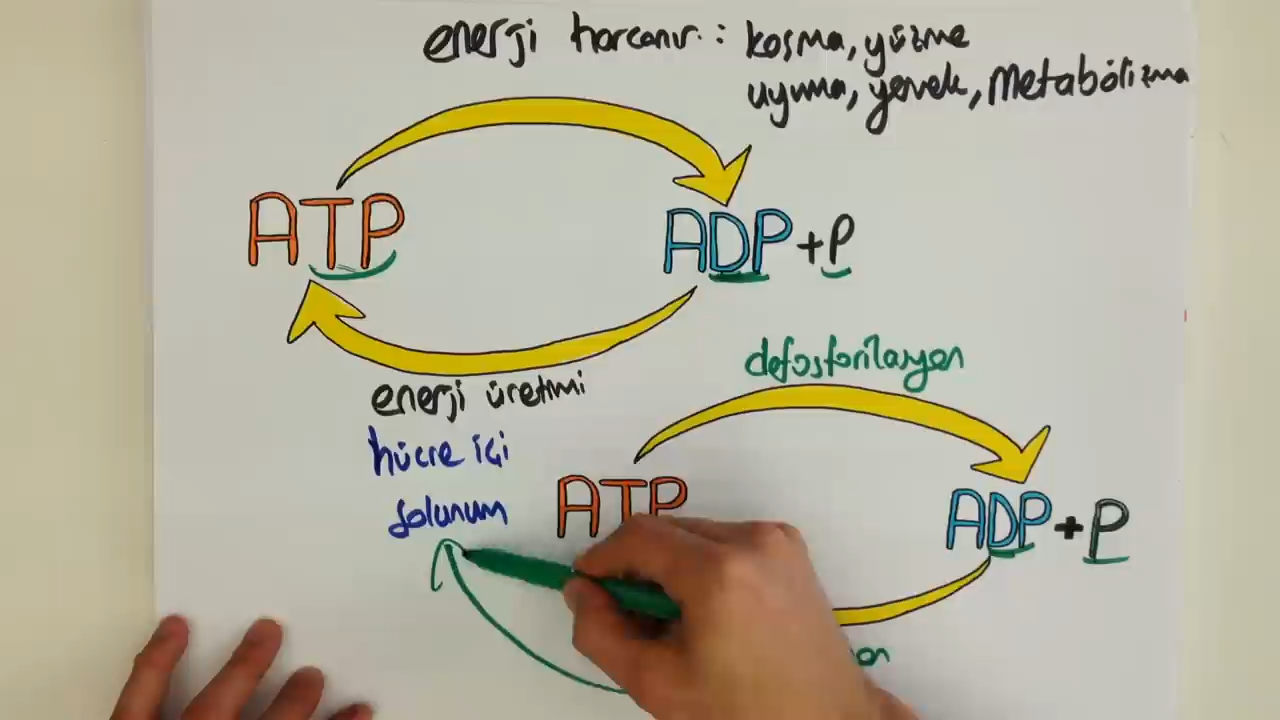 enerji harcanır : koşma, yüzme
uyuma, yemek, Metabolizma
ATP
ADP + P
enerji üretimi
hücre içi
solunum
defosforilasyon
ATP
ADP + P